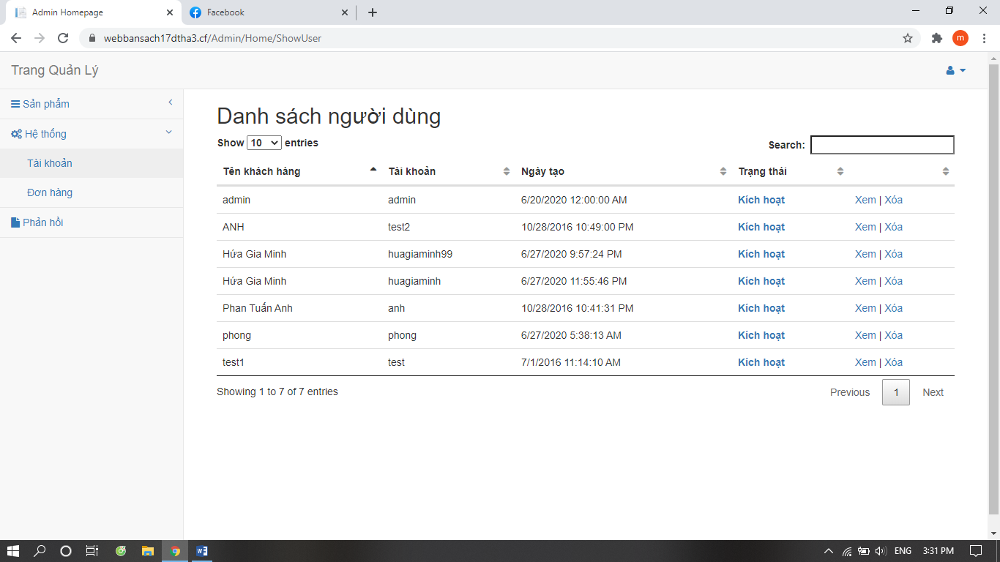 Admin Homepage
Facebook
webbansach17dtha3.cf/Admin/Home/ShowUser
m
Trang Quản Lý
Sản phẩm
Hệ thống
Tài khoản
Đơn hàng
Phản hồi
Danh sách người dùng
Show 10 entries
Search:
Tên khách hàng Tài khoản Ngày tạo Trạng thái
admin admin 6/20/2020 12:00:00 AM Kích hoạt Xem | Xóa
ANH test2 10/28/2016 10:49:00 PM Kích hoạt Xem | Xóa
Hứa Gia Minh huagiaminh99 6/27/2020 9:57:24 PM Kích hoạt Xem | Xóa
Hứa Gia Minh huagiaminh 6/27/2020 11:55:46 PM Kích hoạt Xem | Xóa
Phan Tuấn Anh anh 10/28/2016 10:41:31 PM Kích hoạt Xem | Xóa
phong phong 6/27/2020 5:38:13 AM Kích hoạt Xem | Xóa
test1 test 7/1/2016 11:14:10 AM Kích hoạt Xem | Xóa
Showing 1 to 7 of 7 entries
Previous 1 Next
ENG 3:31 PM